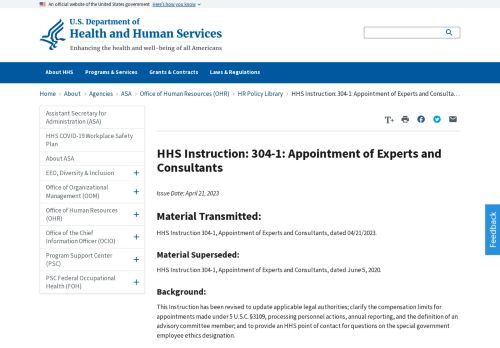 An official website of the United States government Here's how you know
U.S. Department of
Health and Human Services
Enhancing the health and well-being of all Americans
About HHS Programs & Services Grants & Contracts Laws & Regulations
Home > About > Agencies > ASA > Office of Human Resources (OHR) > HR Policy Library > HHS Instruction: 304-1: Appointment of Experts and Consulta...
Assistant Secretary for
Administration (ASA)
HHS COVID-19 Workplace Safety
Plan
About ASA
EEO, Diversity & Inclusion +
Office of Organizational
Management (OOM) +
Office of Human Resources
(OHR) +
Office of the Chief
Information Officer (OCIO) +
Program Support Center
(PSC) +
PSC Federal Occupational
Health (FOH) +
T+
HHS Instruction: 304-1: Appointment of Experts and
Consultants
Issue Date: April 21, 2023
Material Transmitted:
HHS Instruction 304-1, Appointment of Experts and Consultants, dated 04/21/2023.
Material Superseded:
HHS Instruction 304-1, Appointment of Experts and Consultants, dated June 5, 2020.
Background:
This Instruction has been revised to update applicable legal authorities; clarify the compensation limits for
appointments made under 5 U.S.C. §3109, processing personnel actions, annual reporting, and the definition of an
advisory committee member; and to provide an HHS point of contact for questions on the special government
employee ethics designation.
Feedback